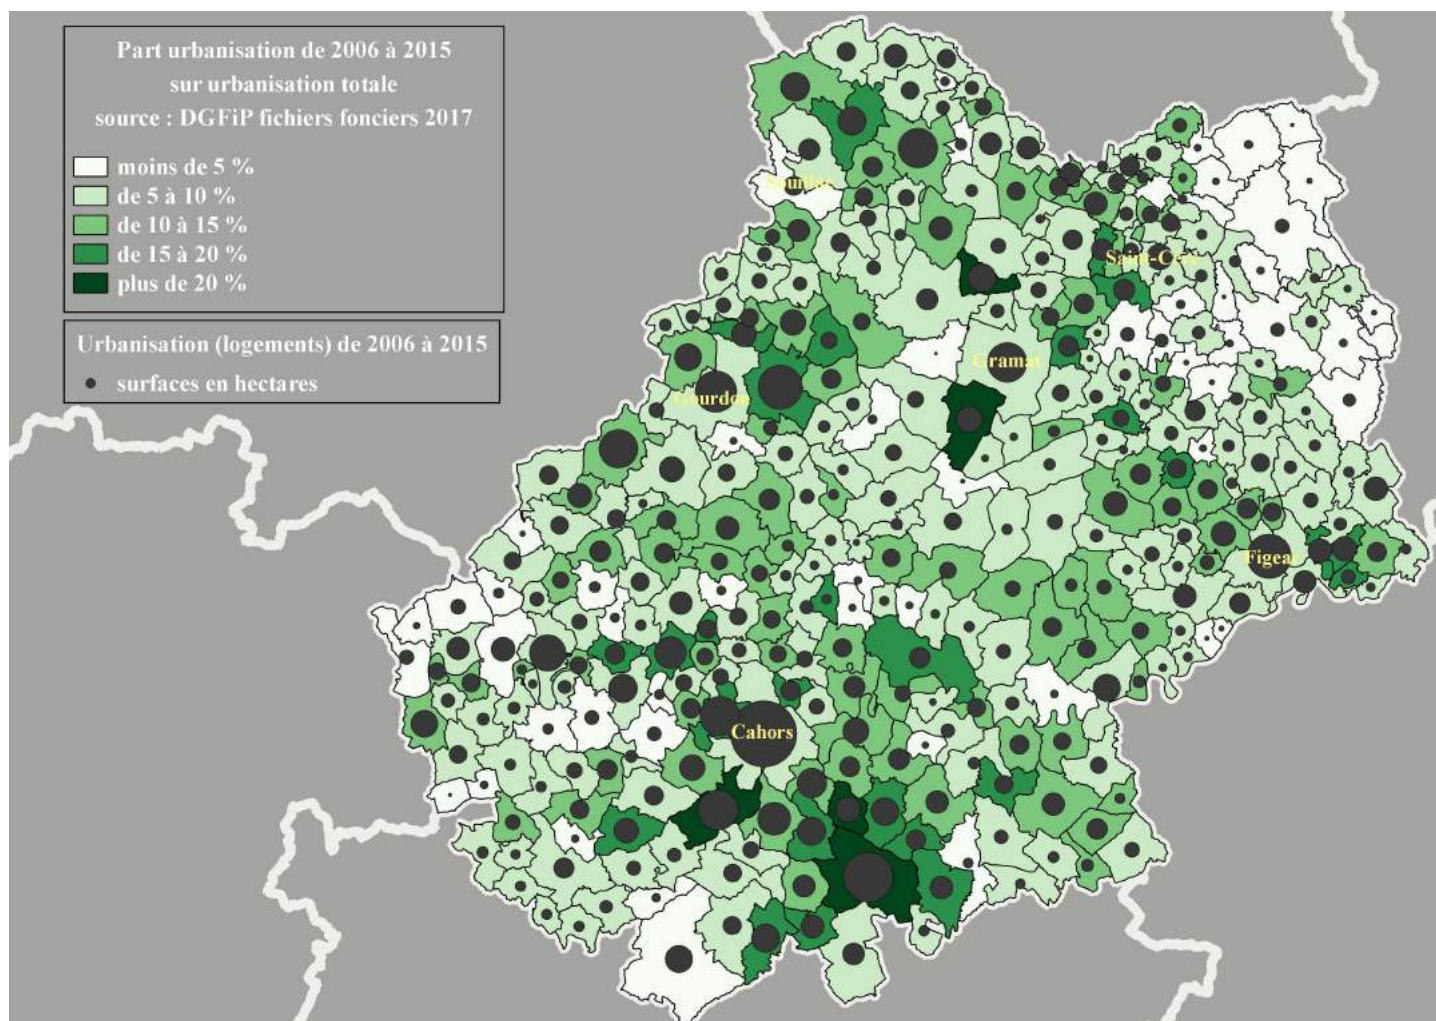 Part urbanisation de 2006 à 2015
sur urbanisation totale
source : DGFiP fichiers fonciers 2017
moins de 5 %
de 5 à 10 %
de 10 à 15 %
de 15 à 20 %
plus de 20 %
Urbanisation (logements) de 2006 à 2015
surfaces en hectares
Souillac
Saint-Céré
Gramat
Gourdon
Figeac
Cahors